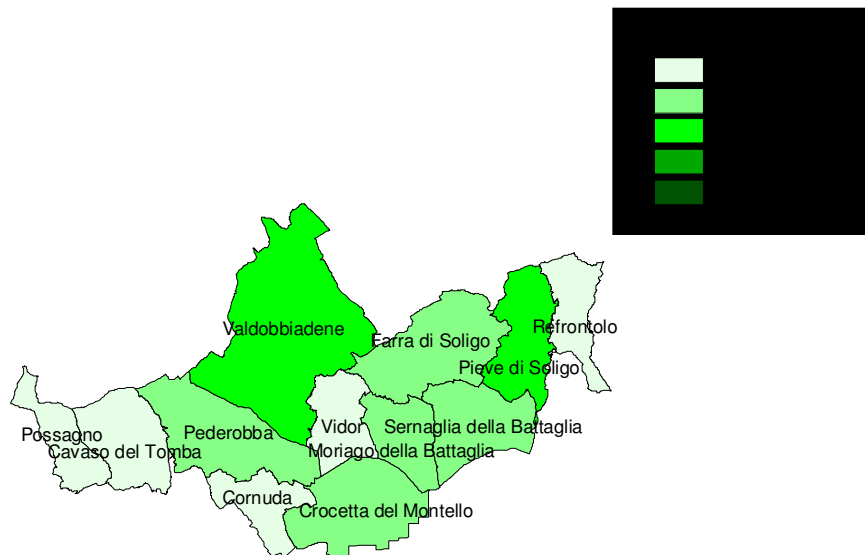 Refrontolo
Valdobbiadene
Farra di Soligo
Pieve di Soligo
Possagno
Cavaso del Tomba
Pederobba
Vidor
Sernaglia della Battaglia
Moriago della Battaglia
Cornuda
Crocetta del Montello